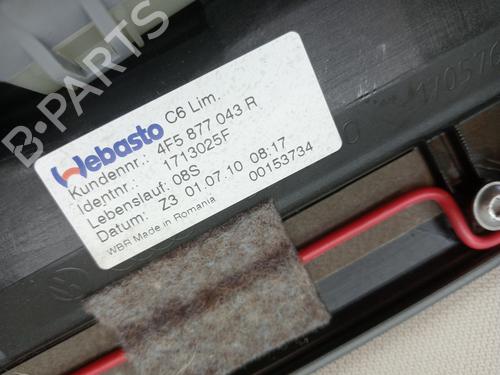 Webasto C6 Lim.
Kundennr.: 4F5 877 043 R
Identnr.: 1713025F
Lebenslauf: 08S
Datum: Z3 01.07.10 08:17
00153734
WBR Made in Romania